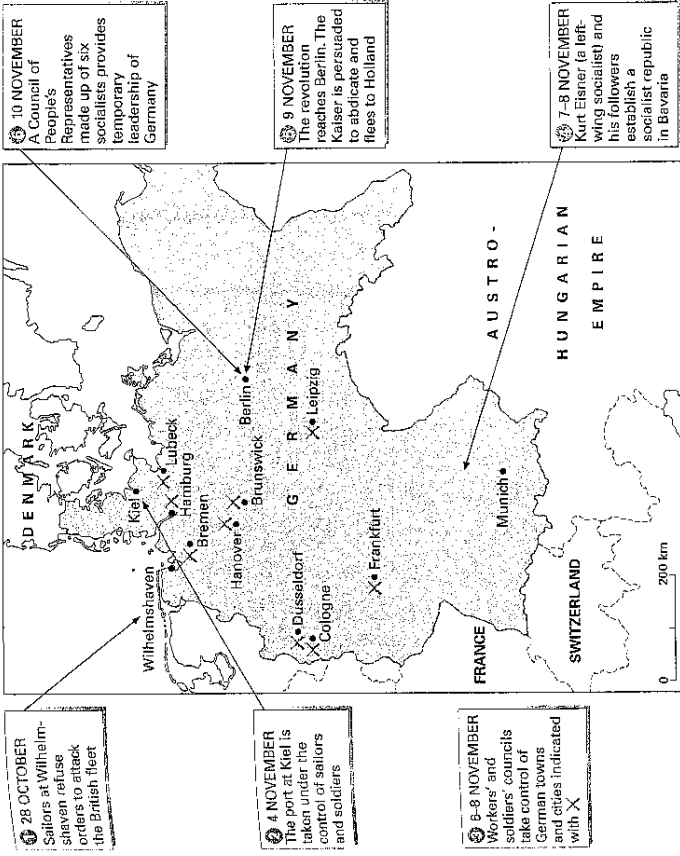 1 28 OCTOBER
Sailors at Wilhelm-
shaven refuse
orders to attack
the British fleet
2 4 NOVEMBER
The port at Kiel is
taken under the
control of sailors
and soldiers
3 6–8 NOVEMBER
Workers' and
soldiers' councils
take control of
German towns
and cities indicated
with X
DENMARK
Wilhelmshaven
Kiel
Lubeck
Hamburg
Bremen
Hanover
Brunswick
Berlin
GERMANY
Düsseldorf
Cologne
Leipzig
Frankfurt
Munich
FRANCE
SWITZERLAND
AUSTRO-
HUNGARIAN
EMPIRE
0 200 km
10 NOVEMBER
A Council of
People's
Representatives
made up of six
socialists provides
temporary
leadership of
Germany
9 NOVEMBER
The revolution
reaches Berlin. The
Kaiser is persuaded
to abdicate and
flees to Holland
7–8 NOVEMBER
Kurt Eisner (a left-
wing socialist) and
his followers
establish a
socialist republic
in Bavaria